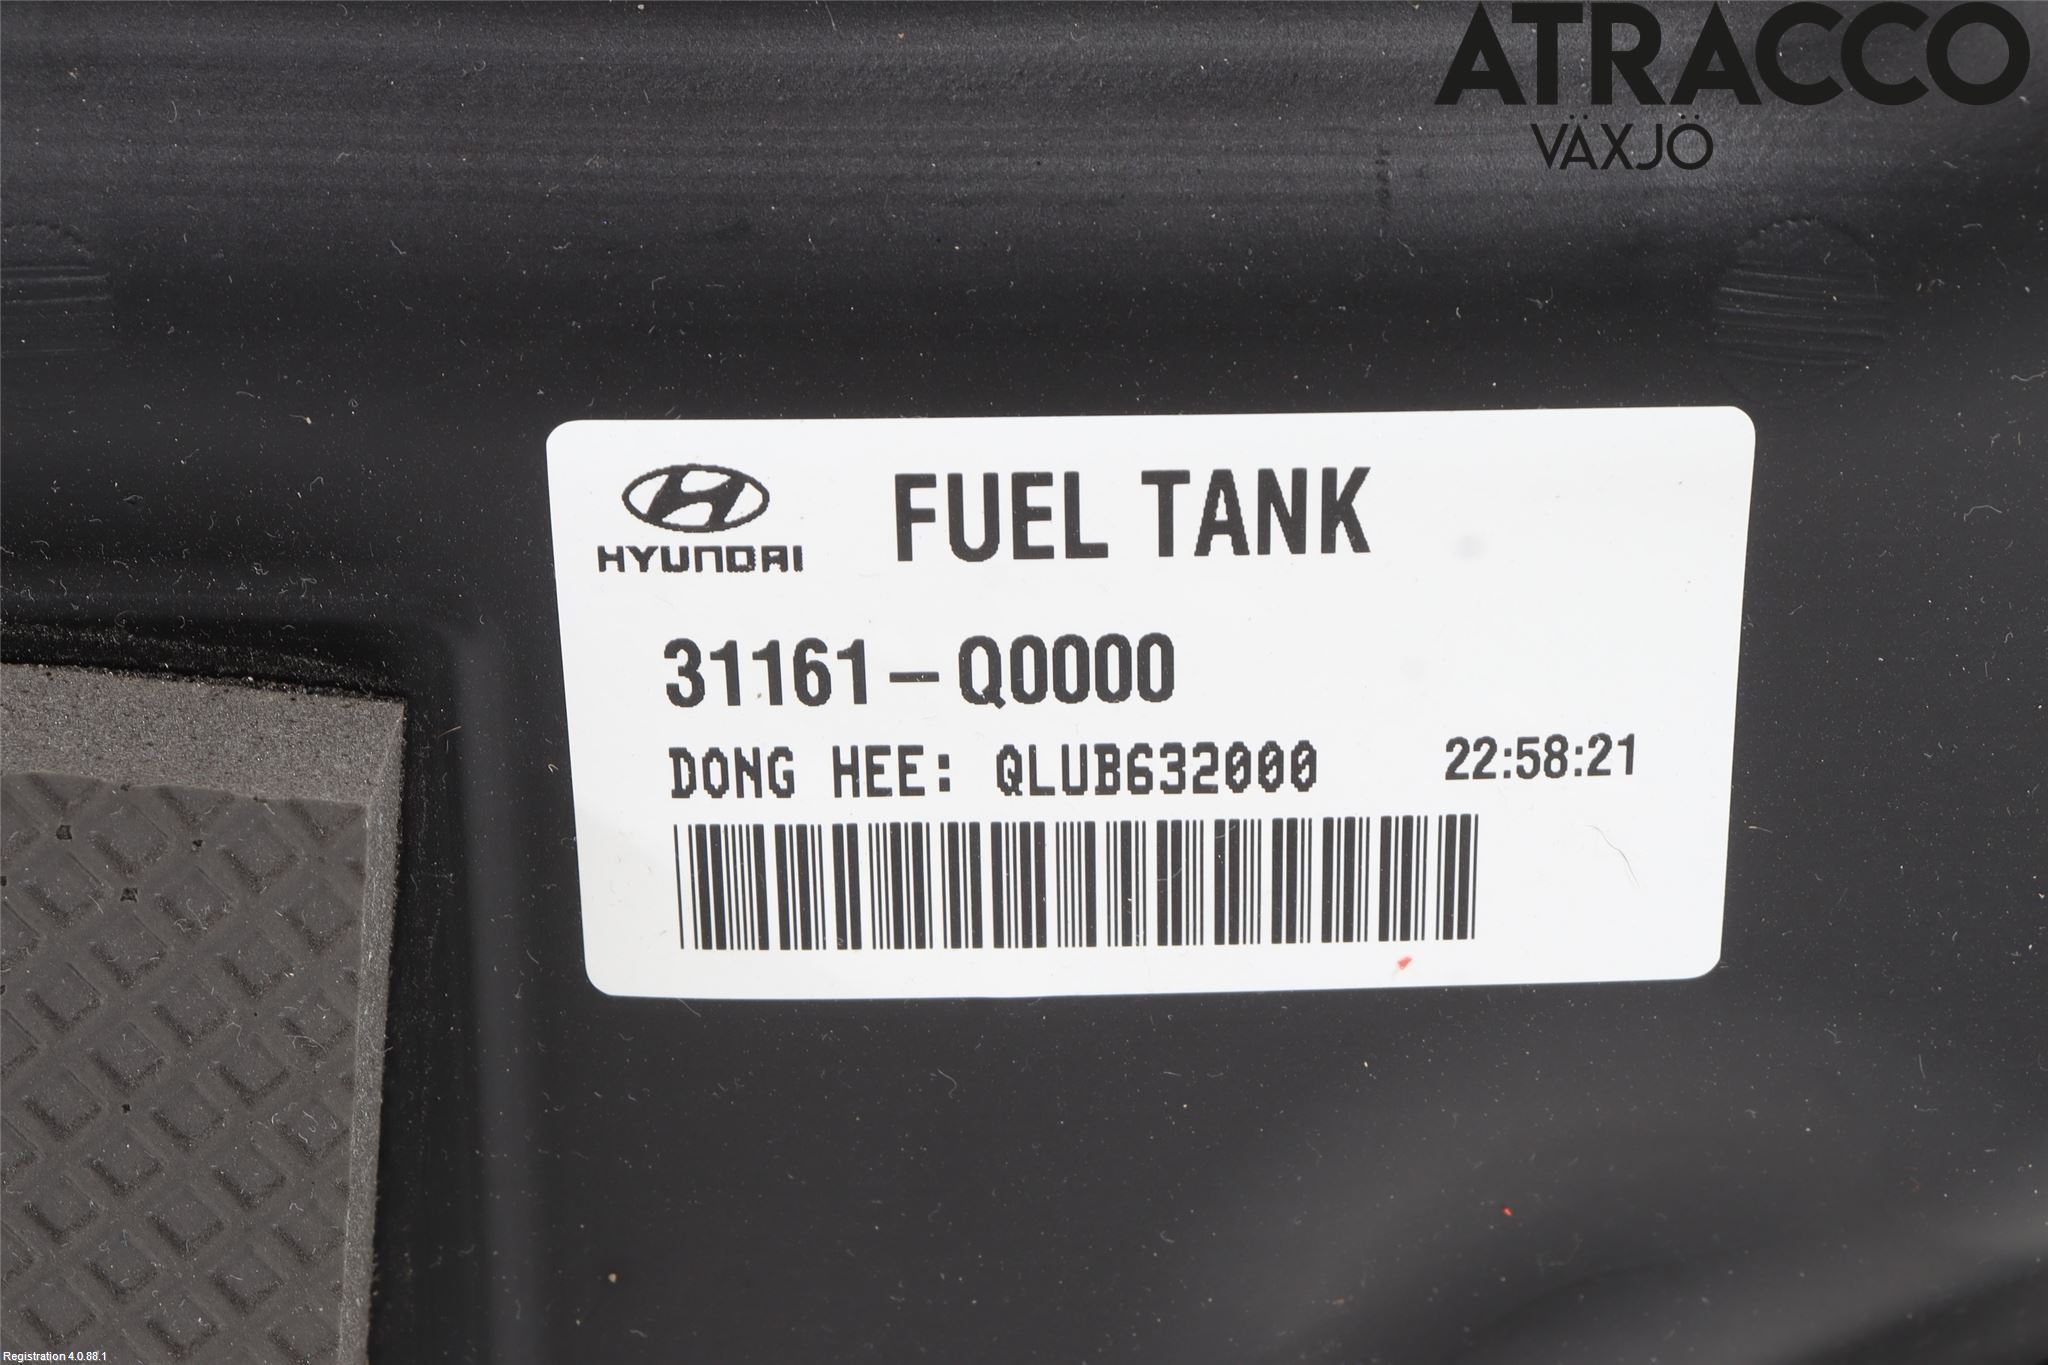 ATRACCO
VÄXJÖ
HYUNDAI
FUEL TANK
31161-Q0000
DONG HEE: QLUB632000 22:58:21
Registration 4.0.88.1